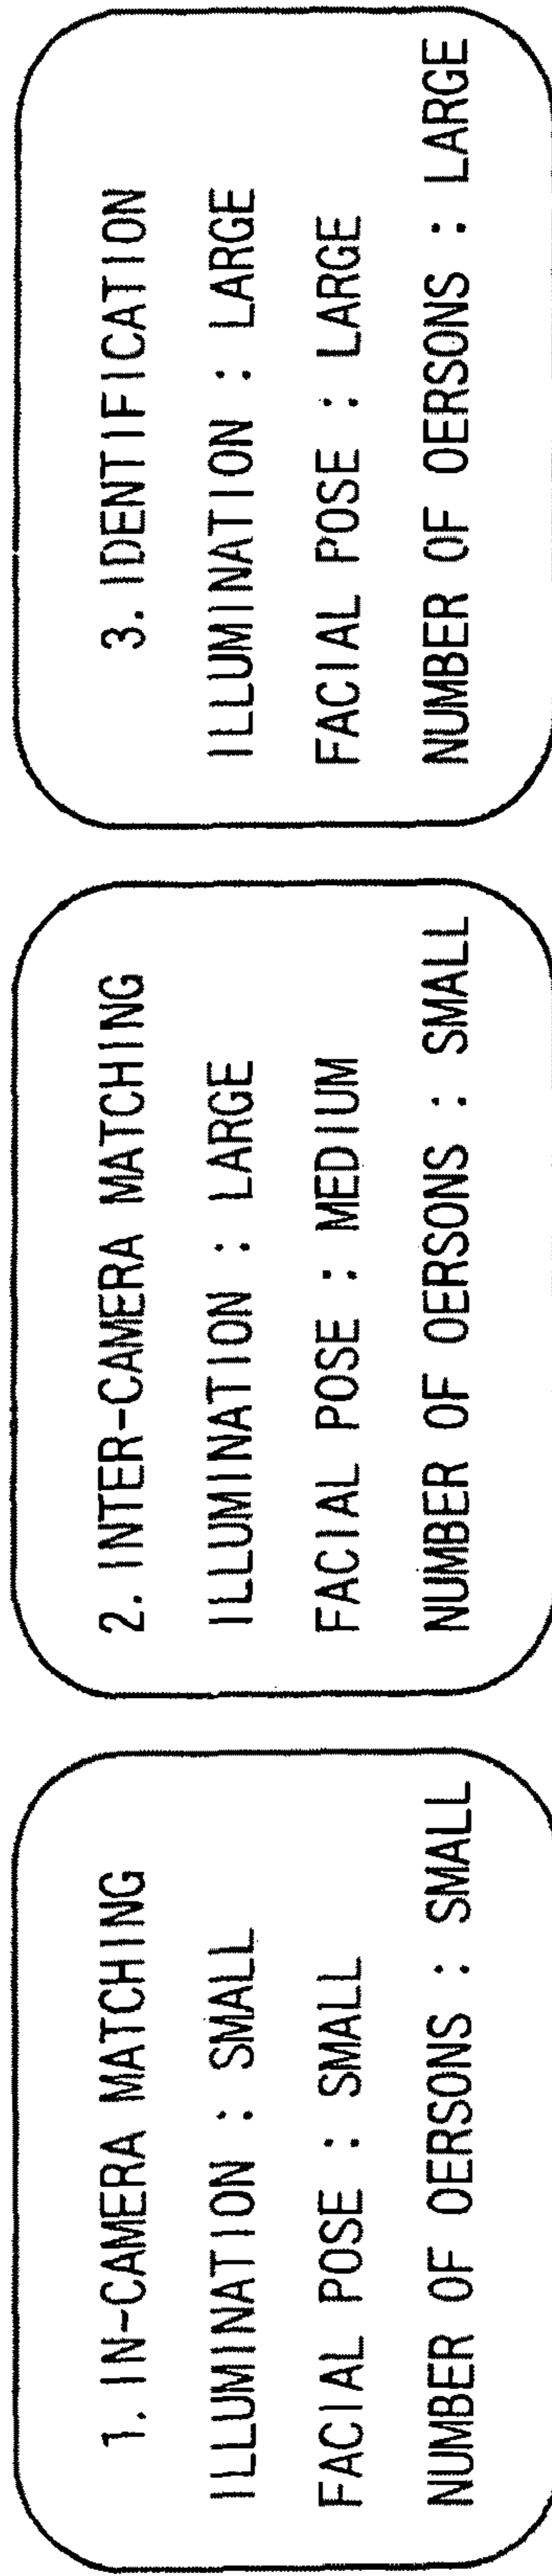 1. IN-CAMERA MATCHING
ILLUMINATION : SMALL
FACIAL POSE : SMALL
NUMBER OF OERSONS : SMALL
2. INTER-CAMERA MATCHING
ILLUMINATION : LARGE
FACIAL POSE : MEDIUM
NUMBER OF OERSONS : SMALL
3. IDENTIFICATION
ILLUMINATION : LARGE
FACIAL POSE : LARGE
NUMBER OF OERSONS : LARGE